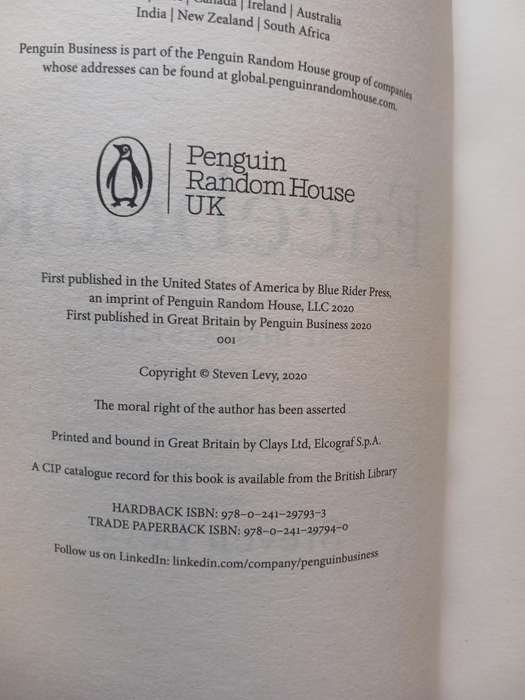 Canada | Ireland | Australia
India | New Zealand | South Africa
Penguin Business is part of the Penguin Random House group of companies
whose addresses can be found at global.penguinrandomhouse.com.
Penguin
Random House
UK
First published in the United States of America by Blue Rider Press,
an imprint of Penguin Random House, LLC 2020
First published in Great Britain by Penguin Business 2020
001
Copyright © Steven Levy, 2020
The moral right of the author has been asserted
Printed and bound in Great Britain by Clays Ltd, Elcograf S.p.A.
A CIP catalogue record for this book is available from the British Library
HARDBACK ISBN: 978-0-241-29793-3
TRADE PAPERBACK ISBN: 978-0-241-29794-0
Follow us on LinkedIn: linkedin.com/company/penguinbusiness